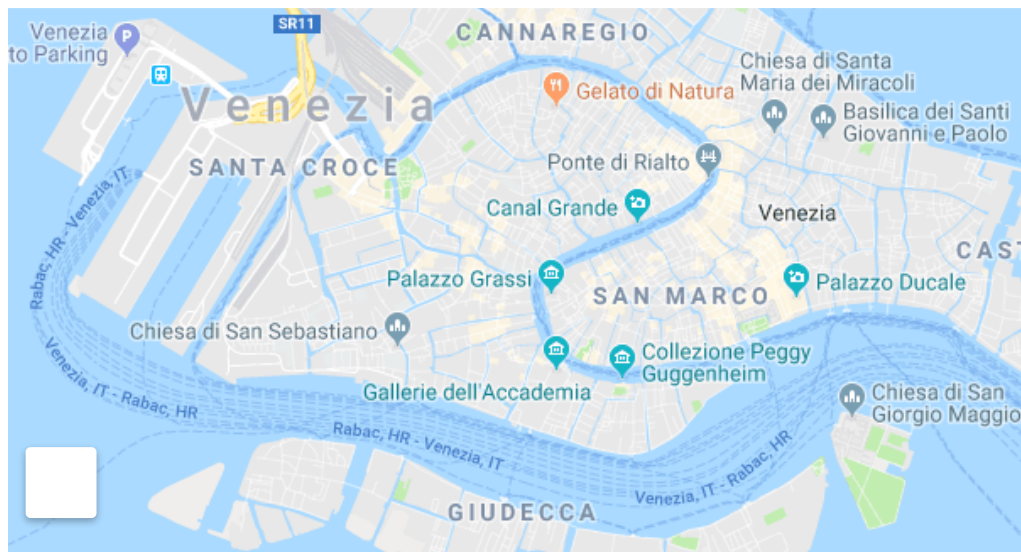 SR11
Venezia
to Parking
P
CANNAREGIO
Chiesa di Santa
Maria dei Miracoli
Gelato di Natura
Venezia
Basilica dei Santi
Giovanni e Paolo
SANTA CROCE
Ponte di Rialto
Canal Grande
Venezia
Rabac, HR - Venezia, IT
CAST
Palazzo Grassi
SAN MARCO
Palazzo Ducale
Chiesa di San Sebastiano
Collezione Peggy
Guggenheim
Gallerie dell'Accademia
Venezia, IT - Rabac, HR
Chiesa di San
Giorgio Maggio
Rabac, HR - Venezia, IT
Venezia, IT - Rabac, HR
GIUDECCA